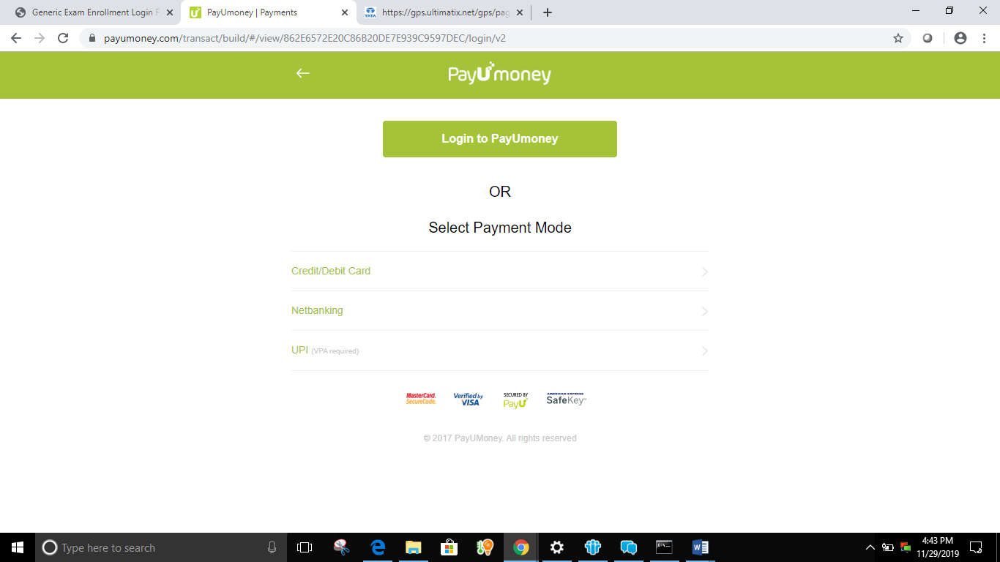 Generic Exam Enrollment Login F
PayUmoney | Payments
https://gps.ultimatix.net/gps/pag
payumoney.com/transact/build/#/view/862E6572E20C86B20DE7E939C9597DEC/login/v2
PayUmoney
Login to PayUmoney
OR
Select Payment Mode
Credit/Debit Card
Netbanking
UPI (VPA required)
MasterCard. SecureCode.
Verified by VISA
SECURED BY PayU
AMERICAN EXPRESS SafeKey™
© 2017 PayUMoney. All rights reserved
Type here to search
4:43 PM
11/29/2019